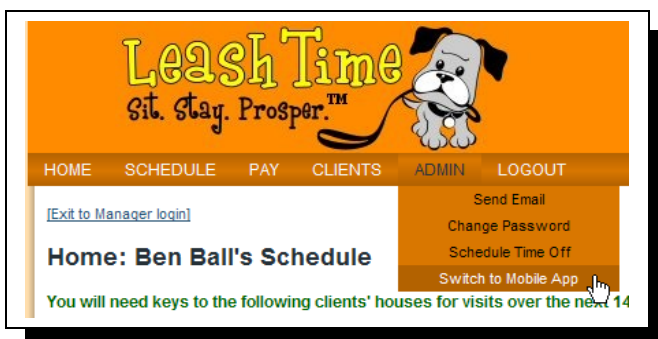 Leash Time
Sit. Stay. Prosper.™
HOME SCHEDULE PAY CLIENTS ADMIN LOGOUT
[Exit to Manager login]
Send Email
Change Password
Schedule Time Off
Switch to Mobile App
Home: Ben Ball's Schedule
You will need keys to the following clients' houses for visits over the next 14